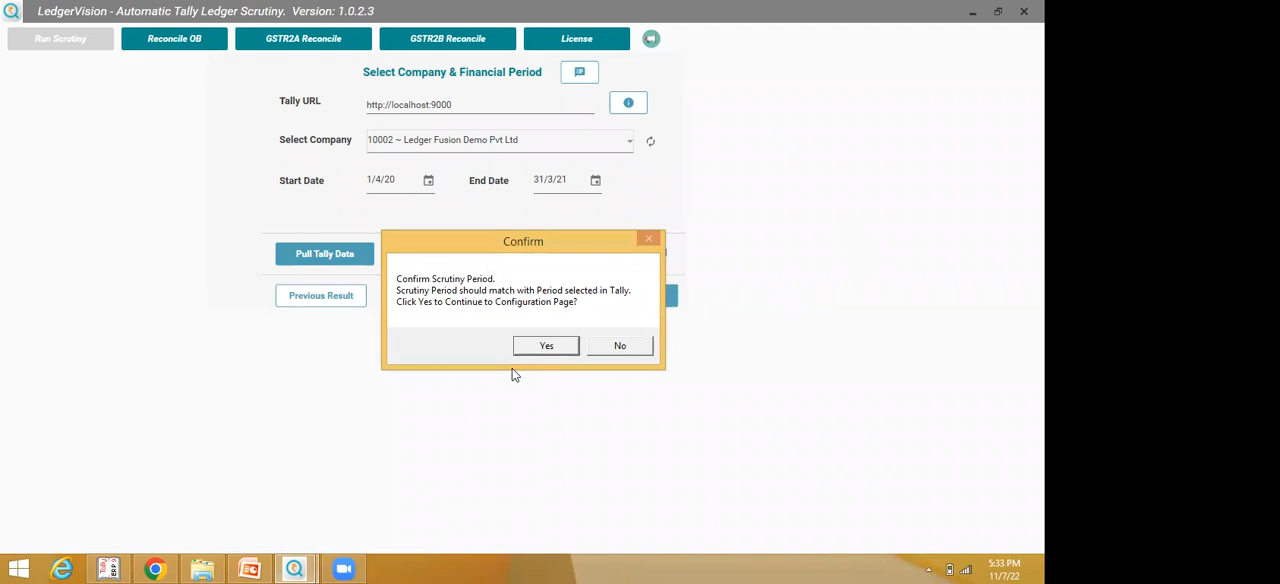 LedgerVision - Automatic Tally Ledger Scrutiny. Version: 1.0.2.3
Run Scrutiny
Reconcile OB
GSTR2A Reconcile
GSTR2B Reconcile
License
Select Company & Financial Period
Tally URL
http://localhost:9000
Select Company
10002 ~ Ledger Fusion Demo Pvt Ltd
Start Date
1/4/20
End Date
31/3/21
Pull Tally Data
Previous Result
Confirm
Confirm Scrutiny Period.
Scrutiny Period should match with Period selected in Tally.
Click Yes to Continue to Configuration Page?
Yes
No
Tally
ERP 9
5:33 PM
11/7/22